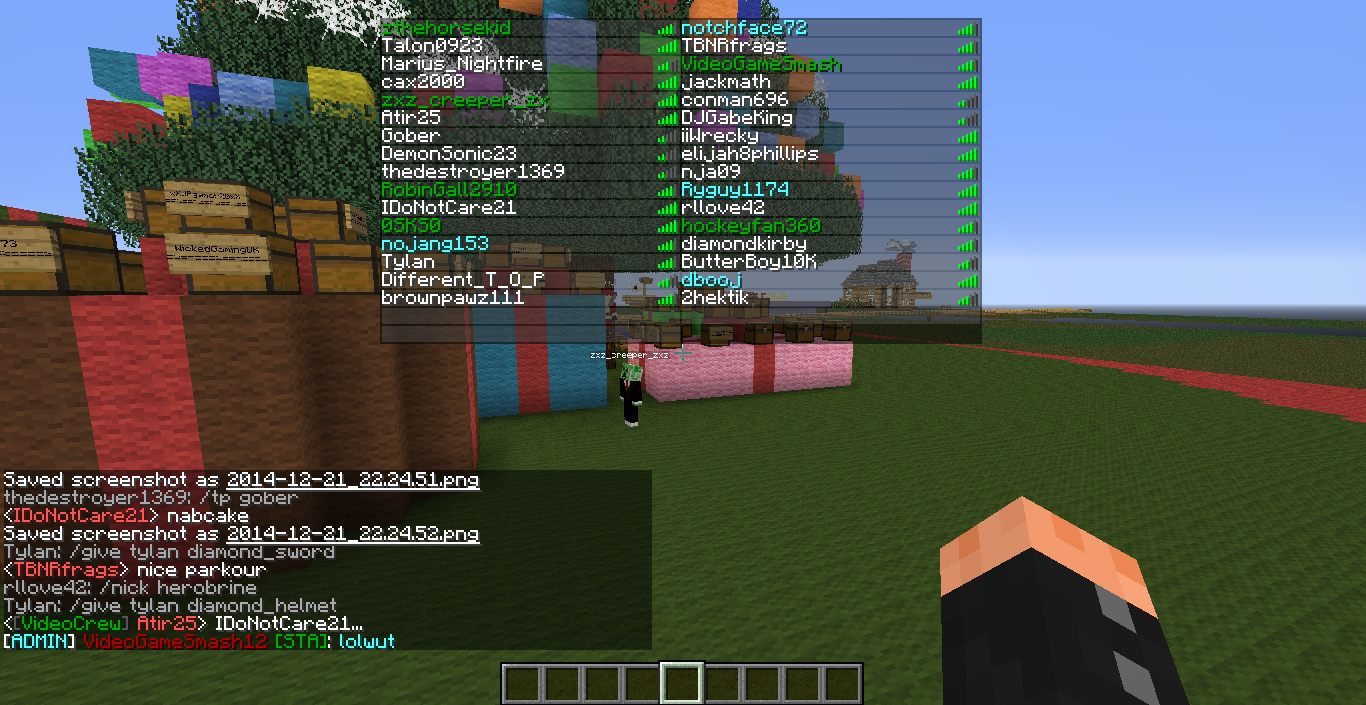 zthehorsekid notchface72
Talon0923 TBNRfrags
Marius_Nightfire VideoGameSmash
cax2000 jackmath
zxz_creeper_zx conman696
Atir25 DJGabeKing
Gober iiWrecky
DemonSonic23 elijah8phillips
thedestroyer1369 nja09
RobinGall2910 Ryguy1174
IDoNotCare21 rllove42
05K50 hockeyfan360
nojang153 diamondkirby
Tylan ButterBoy10K
Different_T_O_P dbooj
brownpawz111 2hektik
73
WickedGamingUK
zxz_creeper_zxz
Saved screenshot as 2014-12-21_22.24.51.png
thedestroyer1369: /tp gober
<IDoNotCare21> nabcake
Saved screenshot as 2014-12-21_22.24.52.png
Tylan: /give tylan diamond_sword
<TBNRfrags> nice parkour
rllove42: /nick herobrine
Tylan: /give tylan diamond_helmet
<[VideoCrew] Atir25> IDoNotCare21...
[ADMIN] VideoGameSmash12 [STA]: lolwut